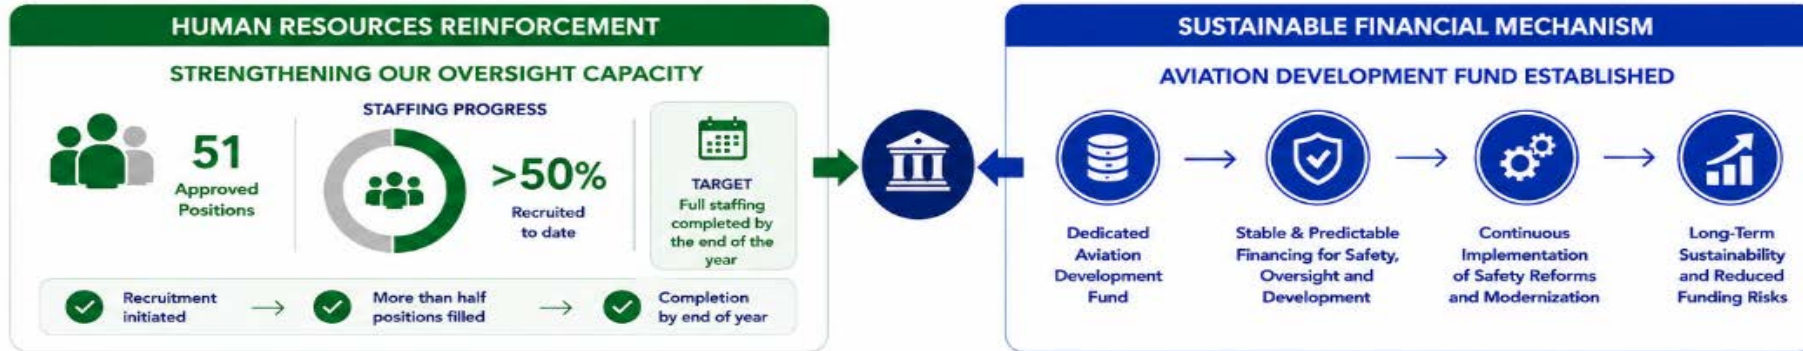 HUMAN RESOURCES REINFORCEMENT
STRENGTHENING OUR OVERSIGHT CAPACITY
51
Approved
Positions
STAFFING PROGRESS
>50%
Recruited
to date
TARGET
Full staffing
completed by
the end of the
year
Recruitment
initiated
More than half
positions filled
Completion
by end of year
SUSTAINABLE FINANCIAL MECHANISM
AVIATION DEVELOPMENT FUND ESTABLISHED
Dedicated
Aviation
Development
Fund
Stable & Predictable
Financing for Safety,
Oversight and
Development
Continuous
Implementation
of Safety Reforms
and Modernization
Long-Term
Sustainability
and Reduced
Funding Risks